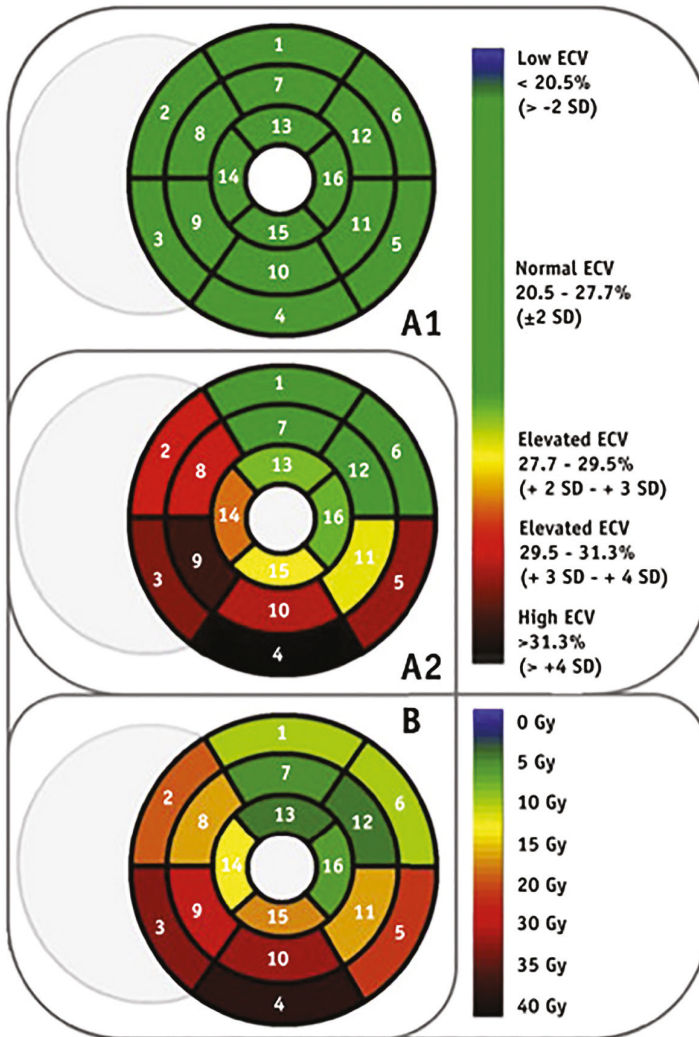 1
7
2
6
8
12
13
14
16
15
9
11
3
5
10
4
A1
Low ECV
< 20.5%
(> -2 SD)
Normal ECV
20.5 - 27.7%
(±2 SD)
Elevated ECV
27.7 - 29.5%
(+ 2 SD - + 3 SD)
Elevated ECV
29.5 - 31.3%
(+ 3 SD - + 4 SD)
High ECV
>31.3%
(> +4 SD)
1
7
2
6
8
12
13
14
16
15
9
11
3
5
10
4
A2
B
1
7
2
6
8
12
13
14
16
15
9
11
3
5
10
4
0 Gy
5 Gy
10 Gy
15 Gy
20 Gy
30 Gy
35 Gy
40 Gy